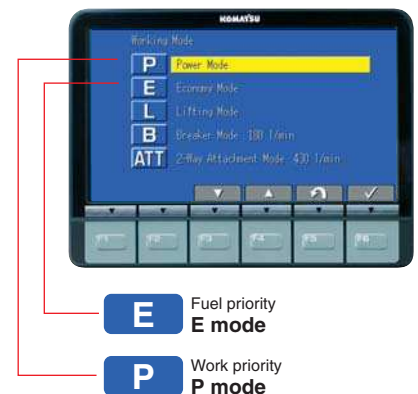 KOMATSU
Working Mode
P Power Mode
E Economy Mode
L Lifting Mode
B Breaker Mode 180 l/min
ATT 2-Way Attachment Mode 430 l/min
F1 F2 F3 F4 F5 F6
E Fuel priority
E mode
P Work priority
P mode